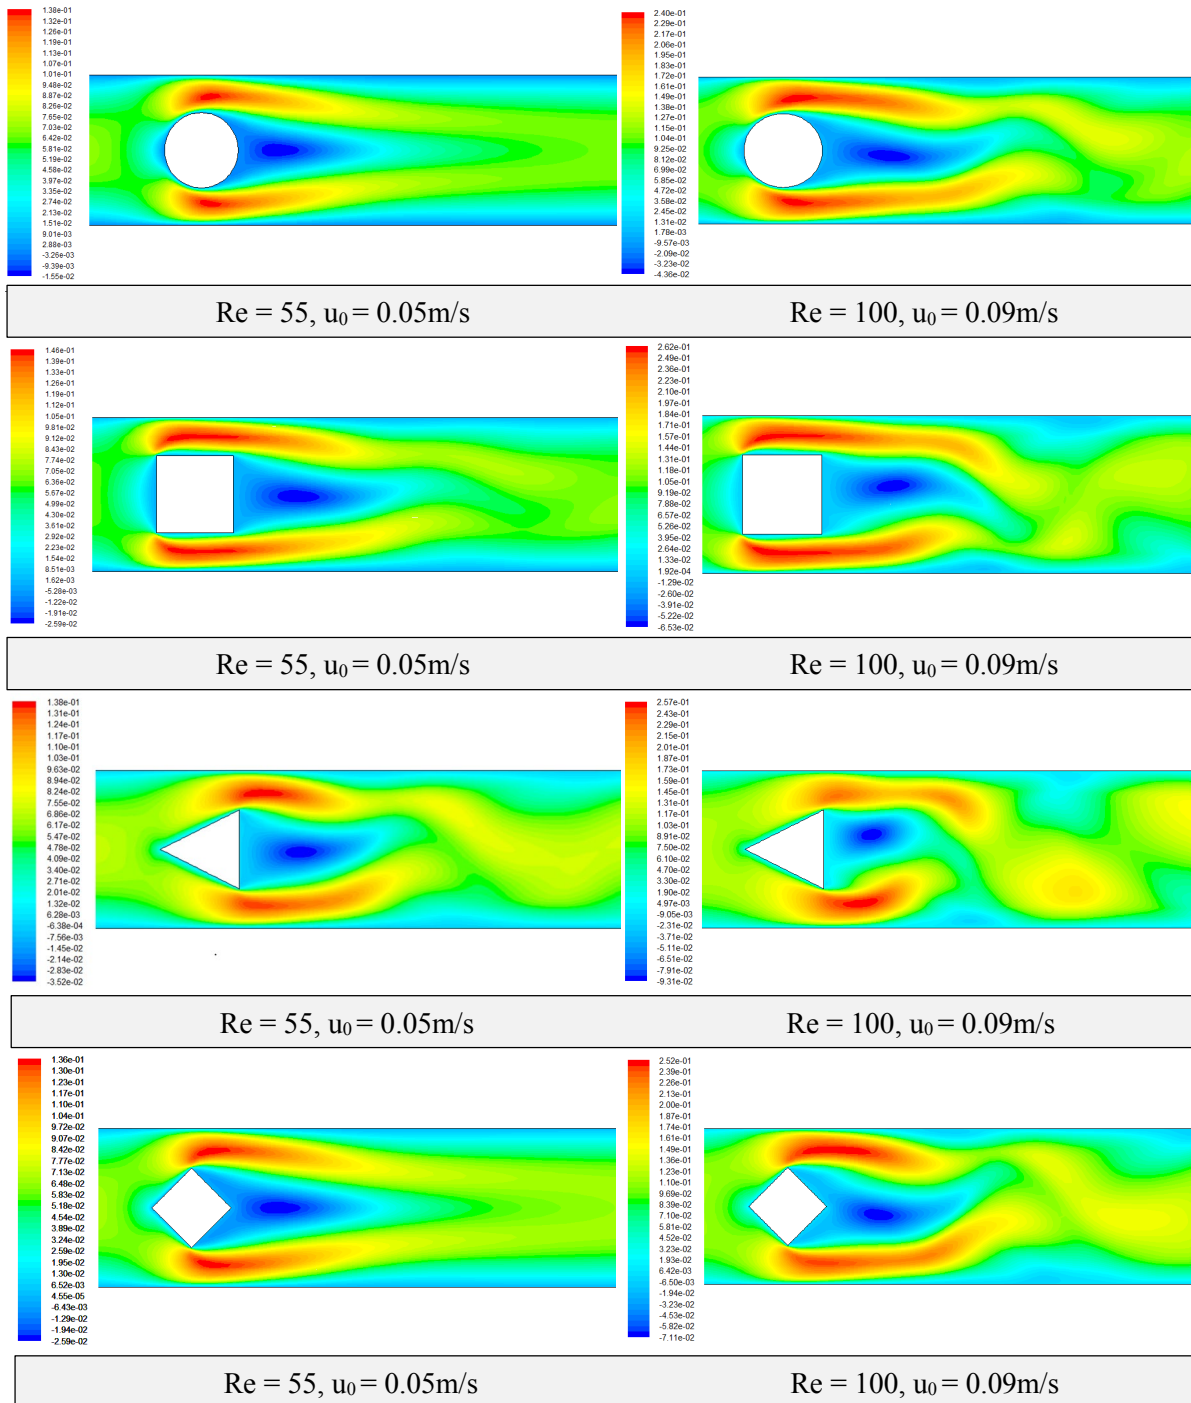 1.38e-01
1.32e-01
1.26e-01
1.19e-01
1.13e-01
1.07e-01
1.01e-01
9.48e-02
8.87e-02
8.26e-02
7.65e-02
7.03e-02
6.42e-02
5.81e-02
5.19e-02
4.58e-02
3.97e-02
3.35e-02
2.74e-02
2.13e-02
1.51e-02
9.01e-03
2.88e-03
-3.26e-03
-9.39e-03
-1.55e-02
2.40e-01
2.29e-01
2.17e-01
2.06e-01
1.95e-01
1.83e-01
1.72e-01
1.61e-01
1.49e-01
1.38e-01
1.27e-01
1.15e-01
1.04e-01
9.25e-02
8.12e-02
6.99e-02
5.85e-02
4.72e-02
3.58e-02
2.45e-02
1.31e-02
1.78e-03
-9.57e-03
-2.09e-02
-3.23e-02
-4.36e-02
Re = 55, u₀ = 0.05m/s
Re = 100, u₀ = 0.09m/s
1.46e-01
1.39e-01
1.33e-01
1.26e-01
1.19e-01
1.12e-01
1.05e-01
9.81e-02
9.12e-02
8.43e-02
7.74e-02
7.05e-02
6.36e-02
5.67e-02
4.99e-02
4.30e-02
3.61e-02
2.92e-02
2.23e-02
1.54e-02
8.51e-03
1.62e-03
-5.28e-03
-1.22e-02
-1.91e-02
-2.59e-02
2.62e-01
2.49e-01
2.36e-01
2.23e-01
2.10e-01
1.97e-01
1.84e-01
1.71e-01
1.57e-01
1.44e-01
1.31e-01
1.18e-01
1.05e-01
9.19e-02
7.88e-02
6.57e-02
5.26e-02
3.95e-02
2.64e-02
1.33e-02
1.92e-04
-1.29e-02
-2.60e-02
-3.91e-02
-5.22e-02
-6.53e-02
Re = 55, u₀ = 0.05m/s
Re = 100, u₀ = 0.09m/s
1.38e-01
1.31e-01
1.24e-01
1.17e-01
1.10e-01
1.03e-01
9.63e-02
8.94e-02
8.24e-02
7.55e-02
6.86e-02
6.17e-02
5.47e-02
4.78e-02
4.09e-02
3.40e-02
2.71e-02
2.01e-02
1.32e-02
6.28e-03
-6.38e-04
-7.56e-03
-1.45e-02
-2.14e-02
-2.83e-02
-3.52e-02
2.57e-01
2.43e-01
2.29e-01
2.15e-01
2.01e-01
1.87e-01
1.73e-01
1.59e-01
1.45e-01
1.31e-01
1.17e-01
1.03e-01
8.91e-02
7.50e-02
6.10e-02
4.70e-02
3.30e-02
1.90e-02
4.97e-03
-9.05e-03
-2.31e-02
-3.71e-02
-5.11e-02
-6.51e-02
-7.91e-02
-9.31e-02
Re = 55, u₀ = 0.05m/s
Re = 100, u₀ = 0.09m/s
1.36e-01
1.30e-01
1.23e-01
1.17e-01
1.10e-01
1.04e-01
9.72e-02
9.07e-02
8.42e-02
7.77e-02
7.13e-02
6.48e-02
5.83e-02
5.18e-02
4.54e-02
3.89e-02
3.24e-02
2.59e-02
1.95e-02
1.30e-02
6.52e-03
4.55e-05
-6.43e-03
-1.29e-02
-1.94e-02
-2.59e-02
2.52e-01
2.39e-01
2.26e-01
2.13e-01
2.00e-01
1.87e-01
1.74e-01
1.61e-01
1.49e-01
1.36e-01
1.23e-01
1.10e-01
9.69e-02
8.39e-02
7.10e-02
5.81e-02
4.52e-02
3.23e-02
1.93e-02
6.42e-03
-6.50e-03
-1.94e-02
-3.23e-02
-4.53e-02
-5.82e-02
-7.11e-02
Re = 55, u₀ = 0.05m/s
Re = 100, u₀ = 0.09m/s